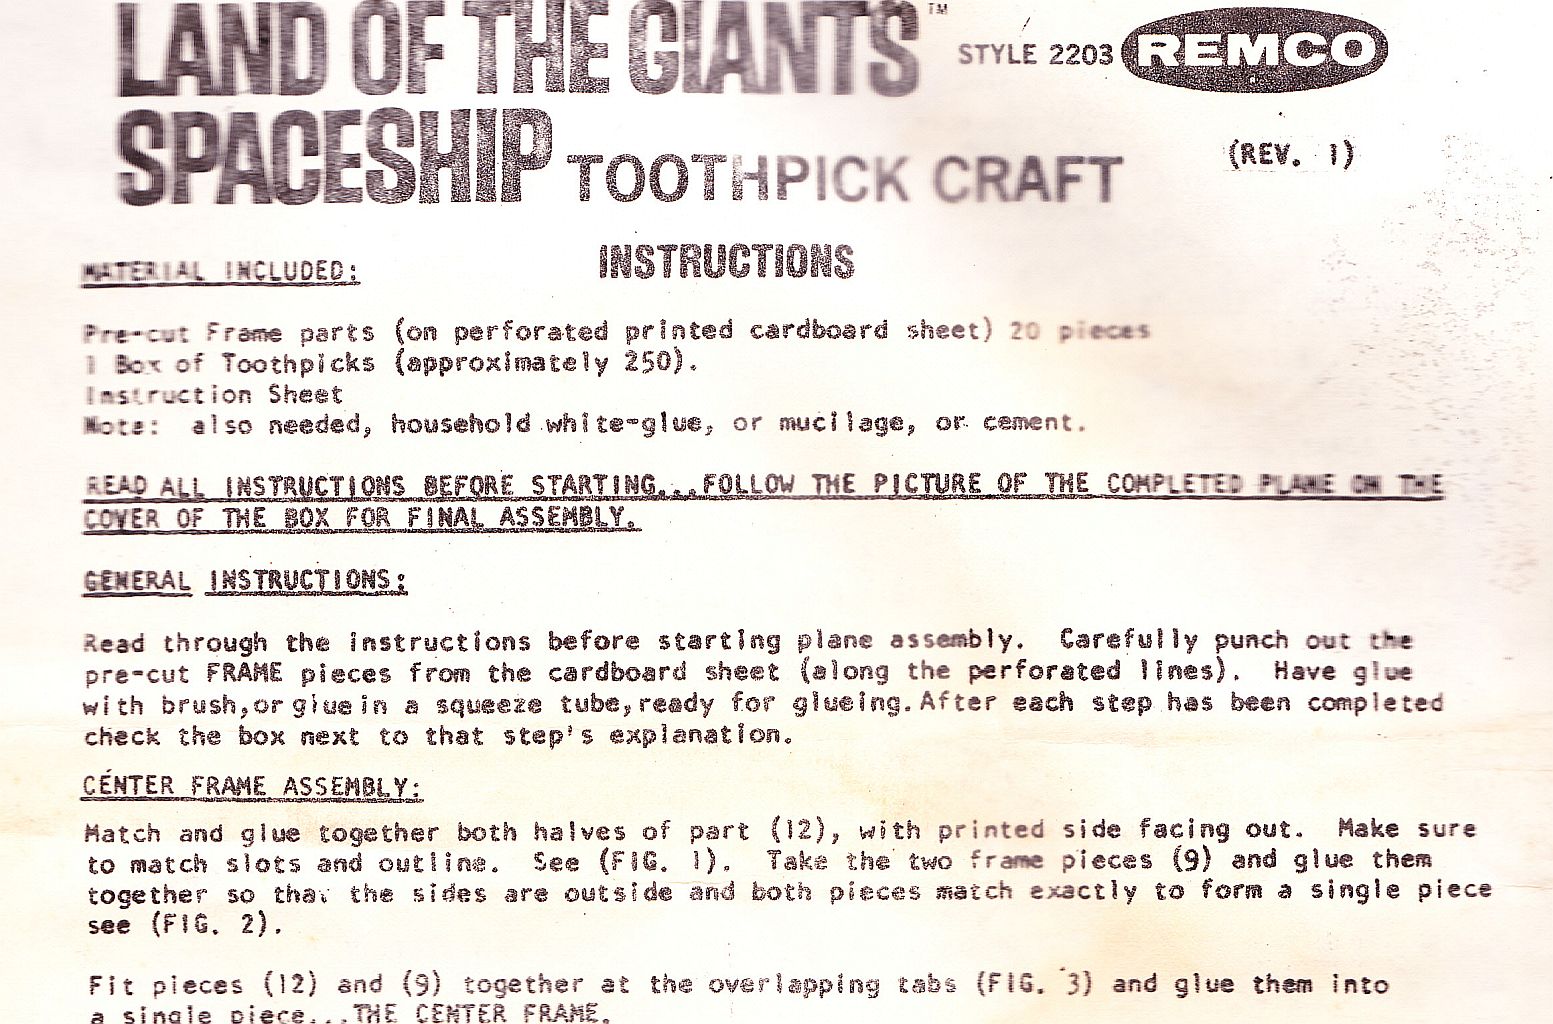 LAND OF THE GIANTS™ STYLE 2203 REMCO
SPACESHIP TOOTHPICK CRAFT (REV. 1)
INSTRUCTIONS
MATERIAL INCLUDED:
Pre-cut Frame parts (on perforated printed cardboard sheet) 20 pieces
1 Box of Toothpicks (approximately 250).
Instruction Sheet
Note: also needed, household white-glue, or mucilage, or cement.
READ ALL INSTRUCTIONS BEFORE STARTING...FOLLOW THE PICTURE OF THE COMPLETED PLANE ON THE
COVER OF THE BOX FOR FINAL ASSEMBLY.
GENERAL INSTRUCTIONS:
Read through the instructions before starting plane assembly. Carefully punch out the
pre-cut FRAME pieces from the cardboard sheet (along the perforated lines). Have glue
with brush,or glue in a squeeze tube,ready for glueing. After each step has been completed
check the box next to that step's explanation.
CENTER FRAME ASSEMBLY:
Match and glue together both halves of part (12), with printed side facing out. Make sure
to match slots and outline. See (FIG. 1). Take the two frame pieces (9) and glue them
together so that the sides are outside and both pieces match exactly to form a single piece
see (FIG. 2).
Fit pieces (12) and (9) together at the overlapping tabs (FIG. 3) and glue them into
a single piece...THE CENTER FRAME.